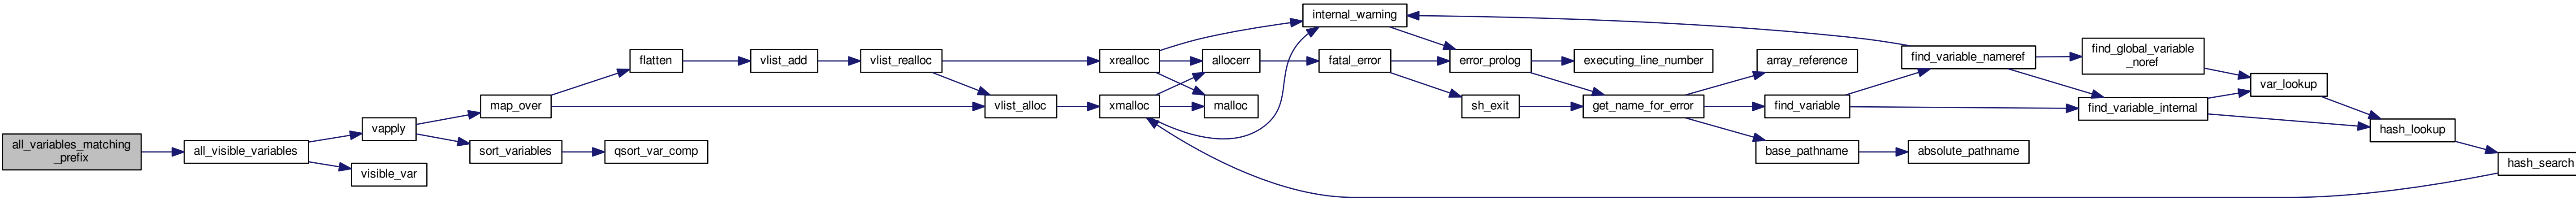 all_variables_matching
_prefix
all_visible_variables
vapply
visible_var
map_over
sort_variables
flatten
qsort_var_comp
vlist_add
vlist_realloc
vlist_alloc
xrealloc
xmalloc
allocerr
malloc
internal_warning
fatal_error
error_prolog
sh_exit
executing_line_number
get_name_for_error
array_reference
find_variable
base_pathname
find_variable_nameref
absolute_pathname
find_global_variable
_noref
find_variable_internal
var_lookup
hash_lookup
hash_search